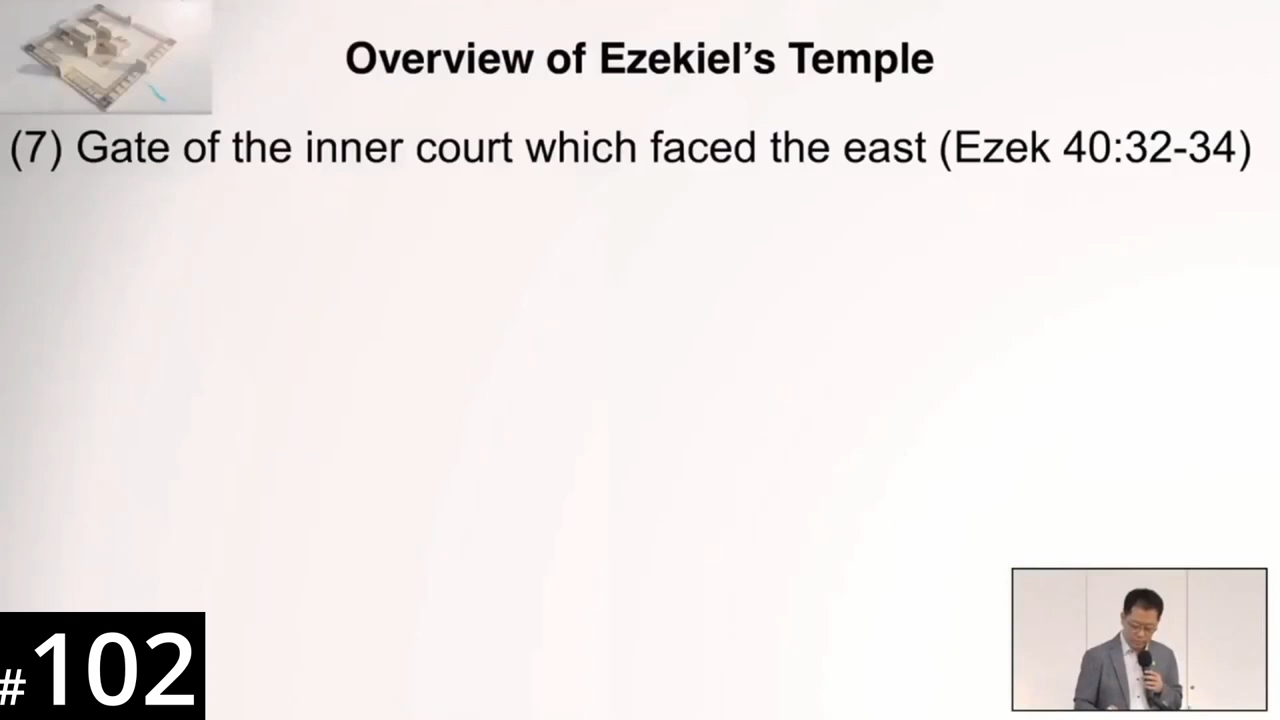 Overview of Ezekiel’s Temple
(7) Gate of the inner court which faced the east (Ezek 40:32-34)
#102